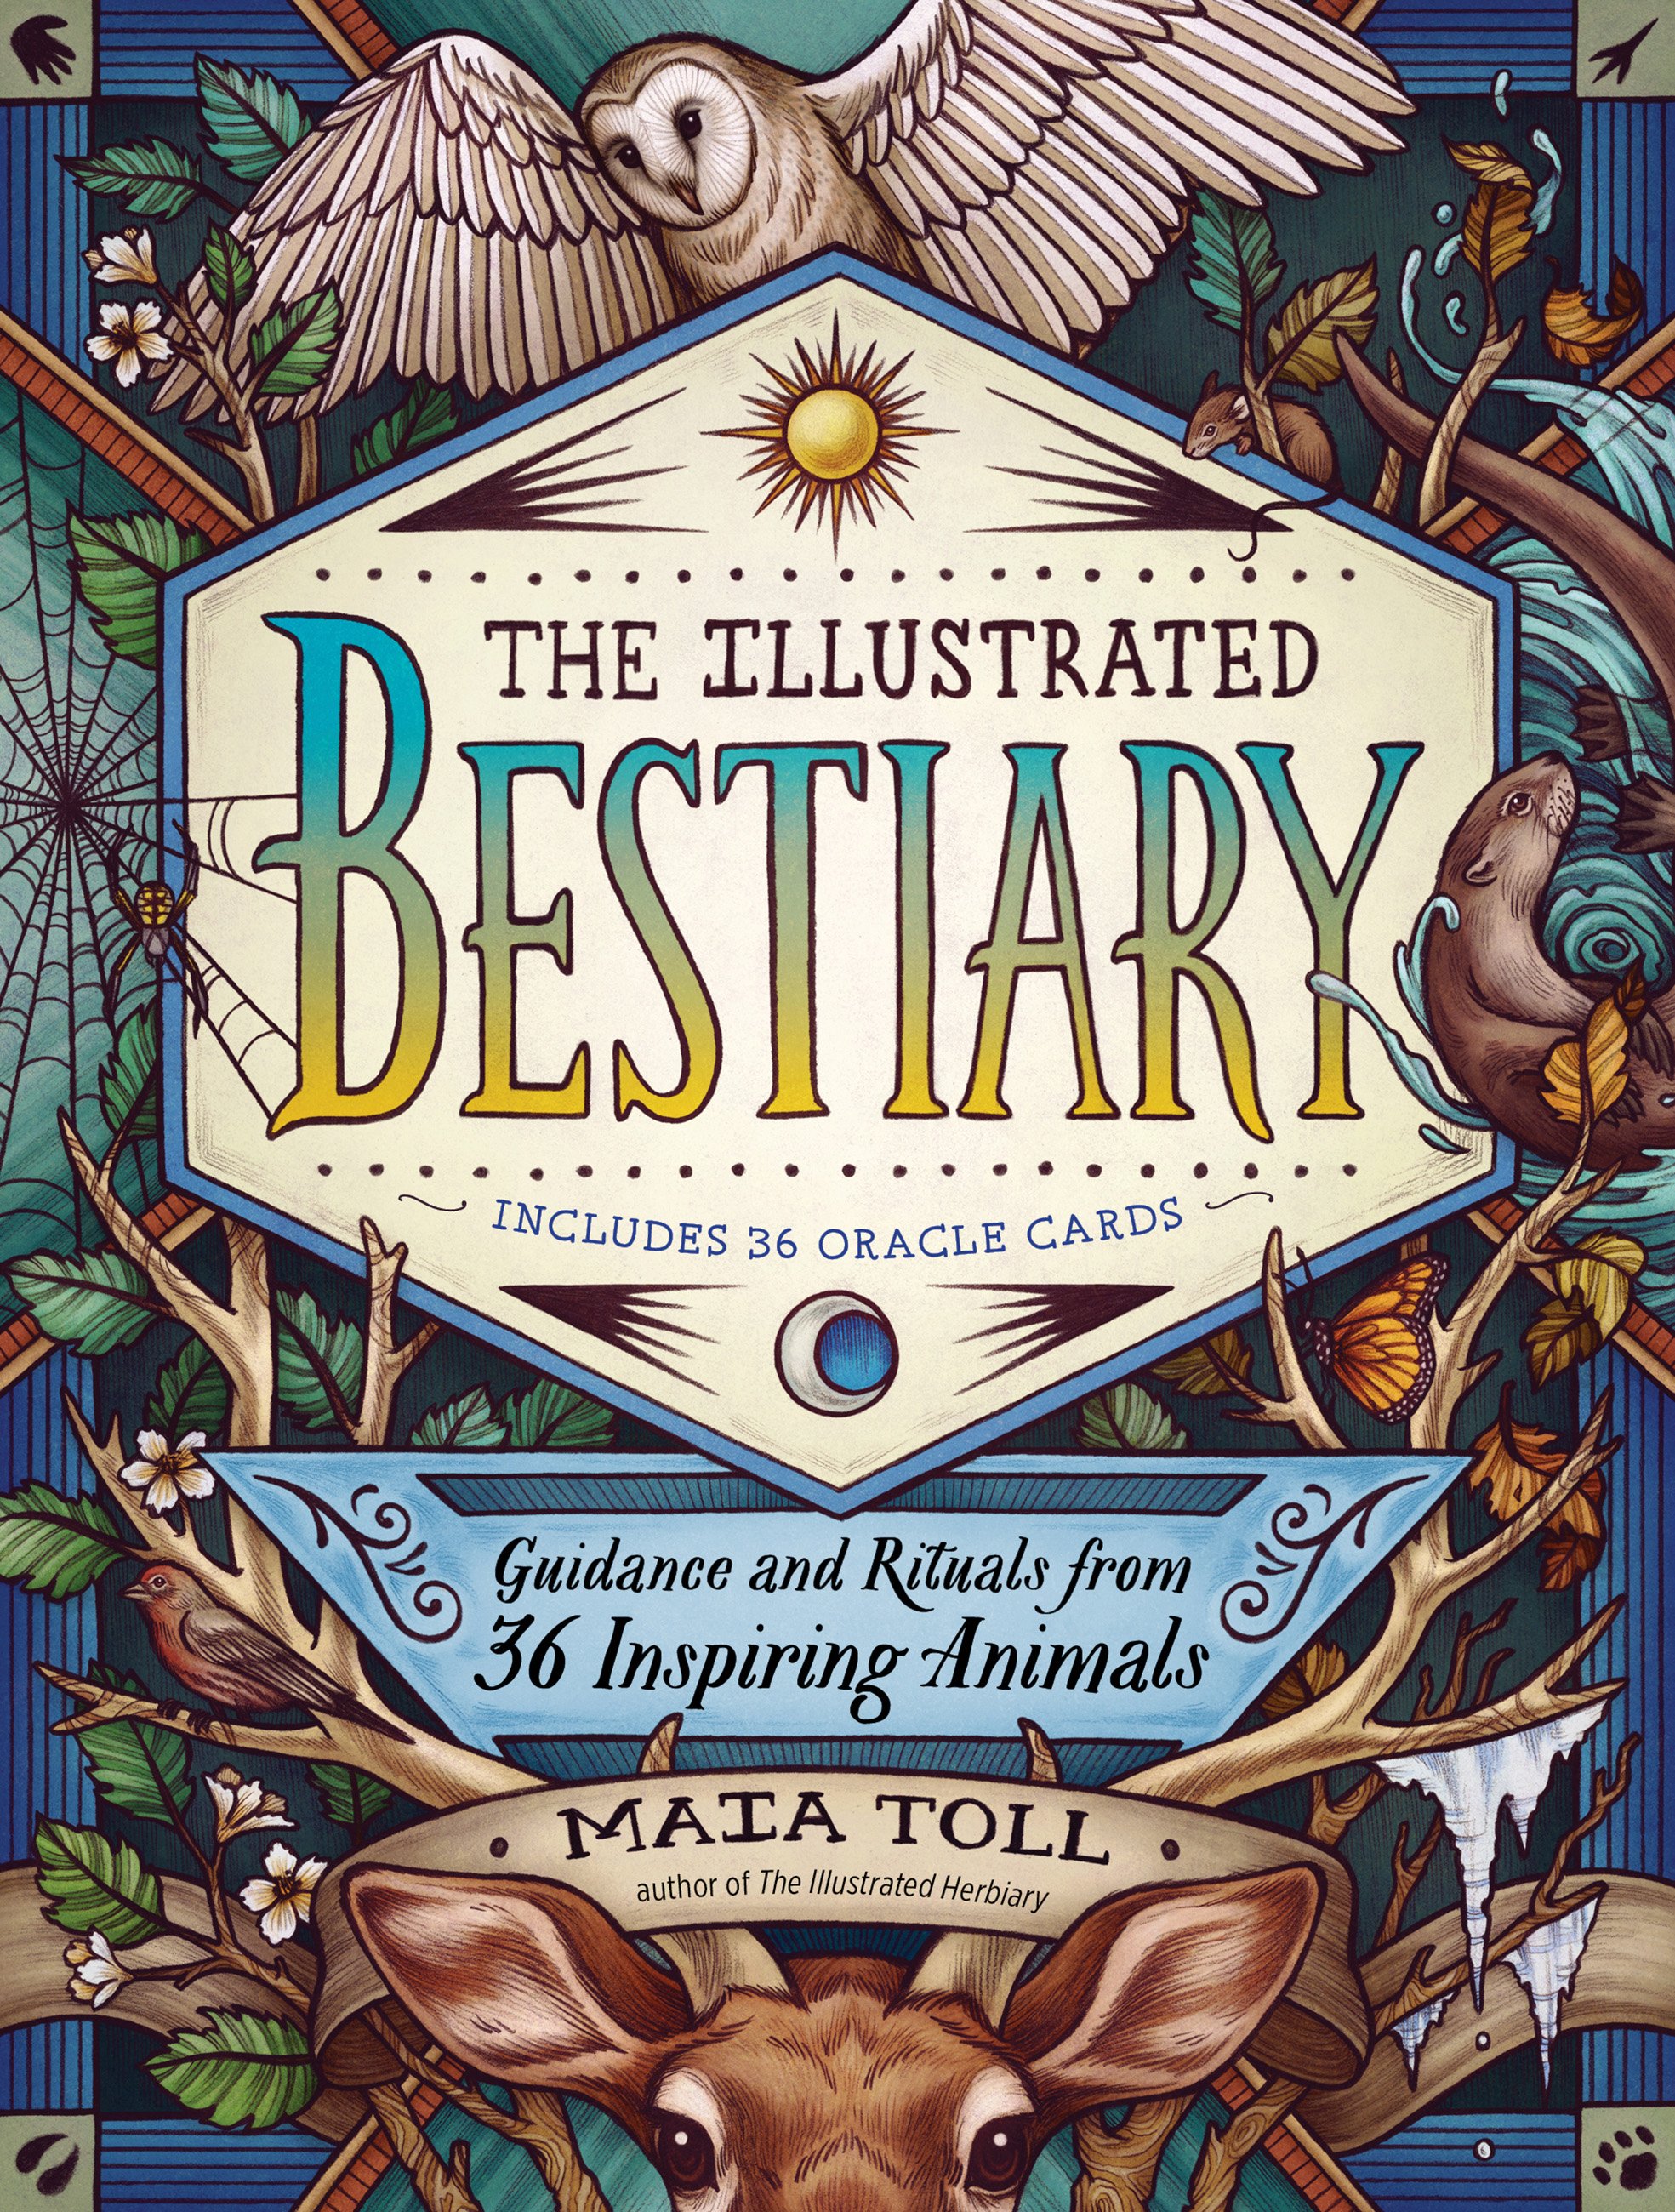 THE ILLUSTRATED
BESTIARY
INCLUDES 36 ORACLE CARDS
Guidance and Rituals from
36 Inspiring Animals
MAIA TOLL
author of The Illustrated Herbiary